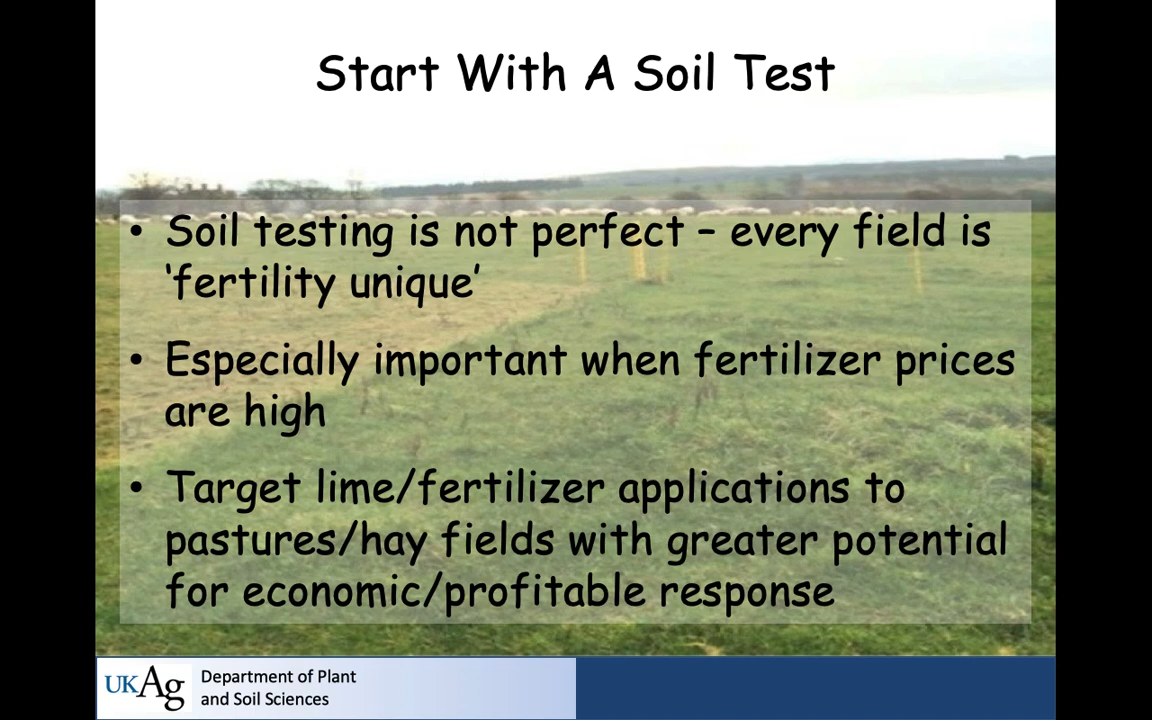 Start With A Soil Test
• Soil testing is not perfect – every field is
‘fertility unique’
• Especially important when fertilizer prices
are high
• Target lime/fertilizer applications to
pastures/hay fields with greater potential
for economic/profitable response
UKAg
Department of Plant
and Soil Sciences